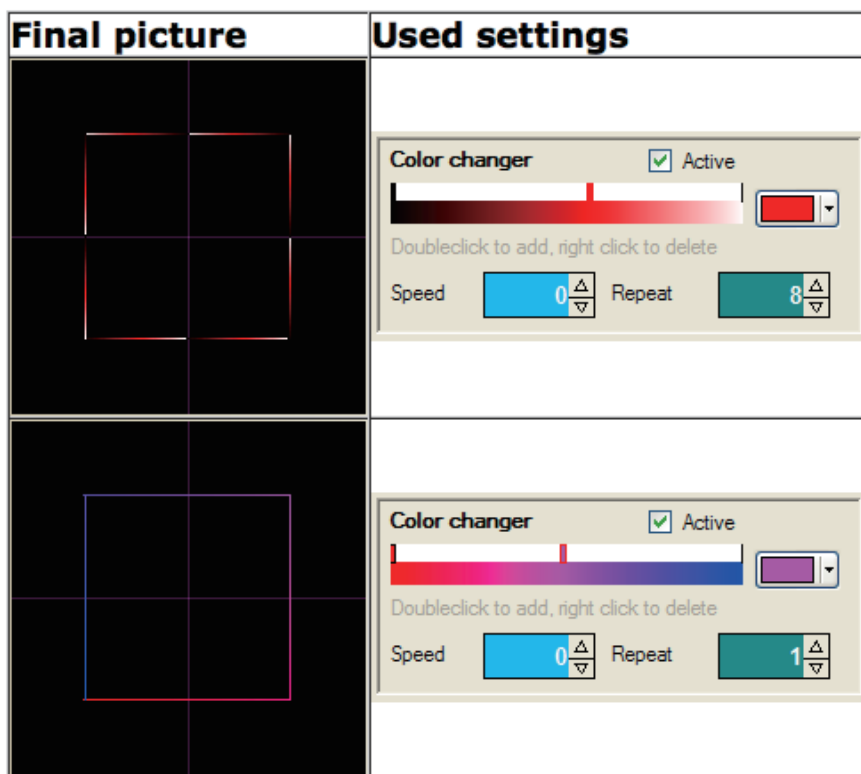 Final picture Used settings
Color changer Active
Doubleclick to add, right click to delete
Speed 0 Repeat 8
Color changer Active
Doubleclick to add, right click to delete
Speed 0 Repeat 1